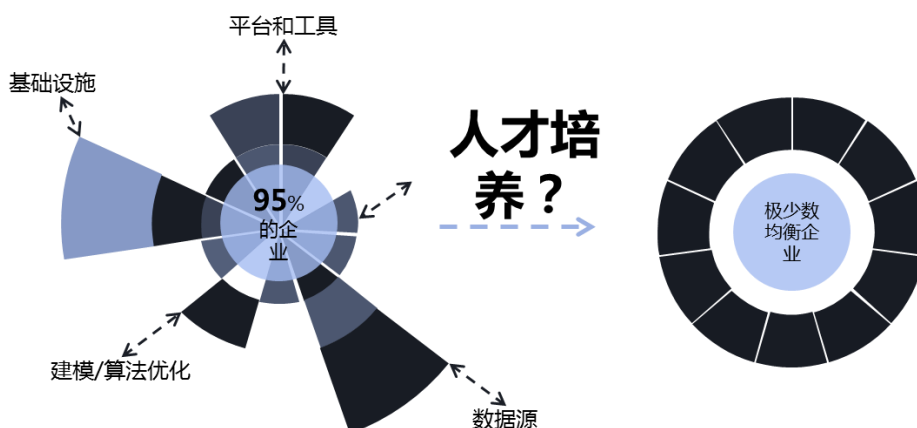 平台和工具
基础设施
人才培
养？
95%
的企
业
极少数
均衡企
业
建模/算法优化
数据源